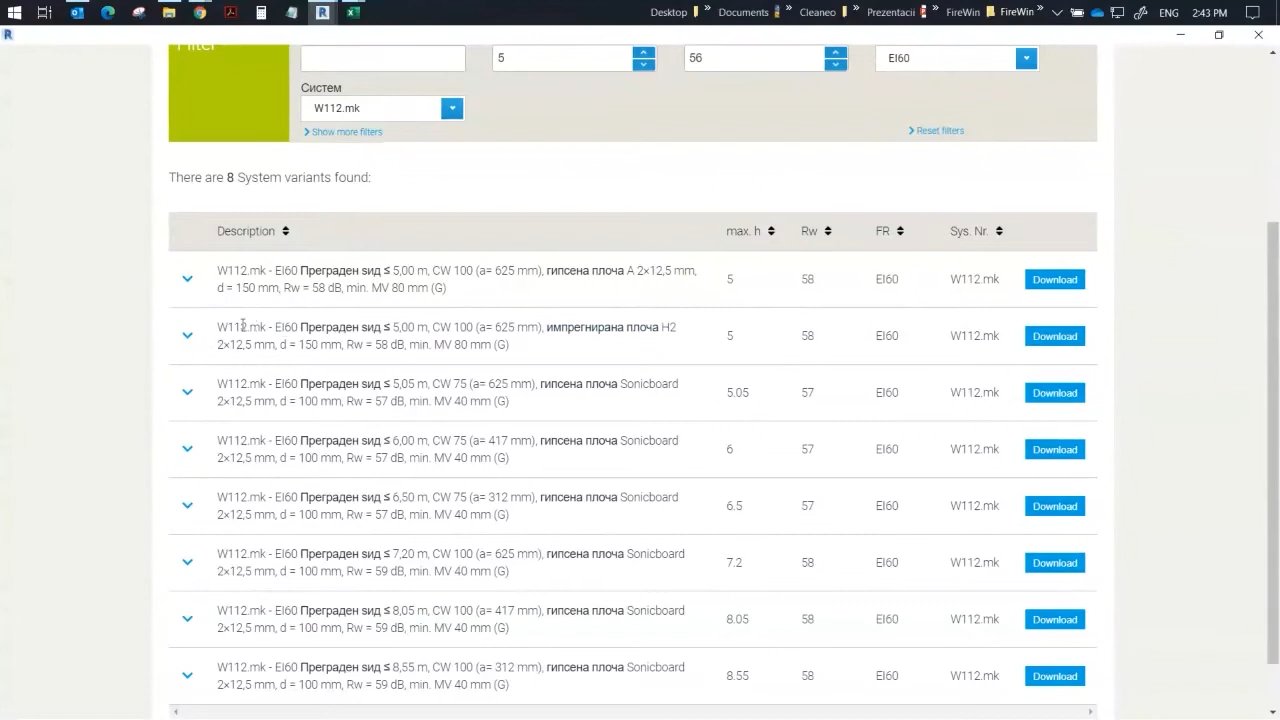 Desktop
Documents
Cleaneo
Prezentacii
FireWin
FireWin
ENG
2:43 PM
Filter
5
56
EI60
Систем
W112.mk
Show more filters
Reset filters
There are 8 System variants found:
Description max. h Rw FR Sys. Nr.
W112.mk - EI60 Преграден ѕид ≤ 5,00 m, CW 100 (a= 625 mm), гипсена плоча A 2×12,5 mm,
d = 150 mm, Rw = 58 dB, min. MV 80 mm (G)
5 58 EI60 W112.mk Download
W112.mk - EI60 Преграден ѕид ≤ 5,00 m, CW 100 (a= 625 mm), импрегнирана плоча H2
2×12,5 mm, d = 150 mm, Rw = 58 dB, min. MV 80 mm (G)
5 58 EI60 W112.mk Download
W112.mk - EI60 Преграден ѕид ≤ 5,05 m, CW 75 (a= 625 mm), гипсена плоча Sonicboard
2×12,5 mm, d = 100 mm, Rw = 57 dB, min. MV 40 mm (G)
5.05 57 EI60 W112.mk Download
W112.mk - EI60 Преграден ѕид ≤ 6,00 m, CW 75 (a= 417 mm), гипсена плоча Sonicboard
2×12,5 mm, d = 100 mm, Rw = 57 dB, min. MV 40 mm (G)
6 57 EI60 W112.mk Download
W112.mk - EI60 Преграден ѕид ≤ 6,50 m, CW 75 (a= 312 mm), гипсена плоча Sonicboard
2×12,5 mm, d = 100 mm, Rw = 57 dB, min. MV 40 mm (G)
6.5 57 EI60 W112.mk Download
W112.mk - EI60 Преграден ѕид ≤ 7,20 m, CW 100 (a= 625 mm), гипсена плоча Sonicboard
2×12,5 mm, d = 100 mm, Rw = 59 dB, min. MV 40 mm (G)
7.2 58 EI60 W112.mk Download
W112.mk - EI60 Преграден ѕид ≤ 8,05 m, CW 100 (a= 417 mm), гипсена плоча Sonicboard
2×12,5 mm, d = 100 mm, Rw = 59 dB, min. MV 40 mm (G)
8.05 58 EI60 W112.mk Download
W112.mk - EI60 Преграден ѕид ≤ 8,55 m, CW 100 (a= 312 mm), гипсена плоча Sonicboard
2×12,5 mm, d = 100 mm, Rw = 59 dB, min. MV 40 mm (G)
8.55 58 EI60 W112.mk Download